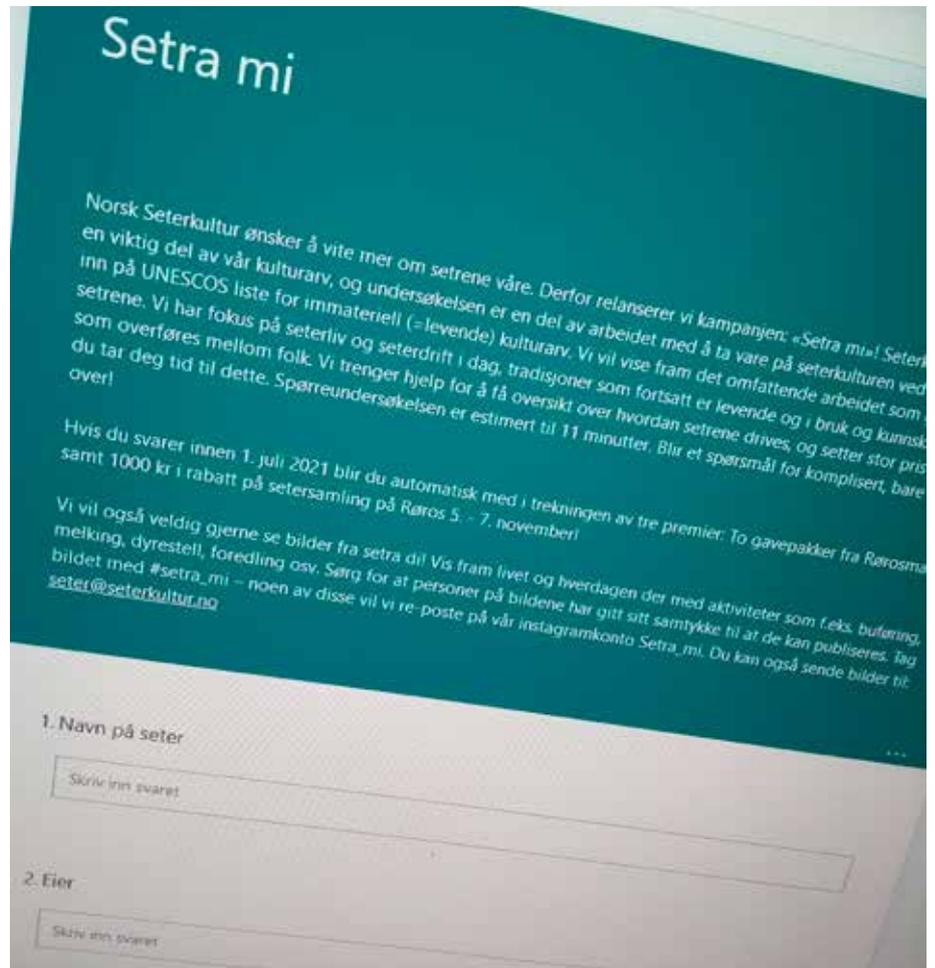 Setra mi
Norsk Seterkultur ønsker å vite mer om setrene våre. Derfor relanserer vi kampanjen: «Setra mi»! Seterk
en viktig del av vår kulturarv, og undersøkelsen er en del av arbeidet med å ta vare på seterkulturen ved
inn på UNESCOS liste for immateriell (=levende) kulturarv. Vi vil vise fram det omfattende arbeidet som
setrene. Vi har fokus på seterliv og seterdrift i dag, tradisjoner som fortsatt er levende og i bruk og kunnsk
som overføres mellom folk. Vi trenger hjelp for å få oversikt over hvordan setrene drives, og setter stor pris
du tar deg tid til dette. Spørreundersøkelsen er estimert til 11 minutter. Blir et spørsmål for komplisert, bare
over!
Hvis du svarer innen 1. juli 2021 blir du automatisk med i trekningen av tre premier: To gavepakker fra Rørosma
samt 1000 kr i rabatt på setersamling på Røros 5. - 7. november!
Vi vil også veldig gjerne se bilder fra setra di! Vis fram livet og hverdagen der med aktiviteter som f.eks. buføring,
melking, dyrestell, foredling osv. Sørg for at personer på bildene har gitt sitt samtykke til at de kan publiseres. Tag
bildet med #setra_mi – noen av disse vil vi re-poste på vår instagramkonto Setra_mi. Du kan også sende bilder til:
seter@seterkultur.no
1. Navn på seter
Skriv inn svaret
2. Eier
Skriv inn svaret